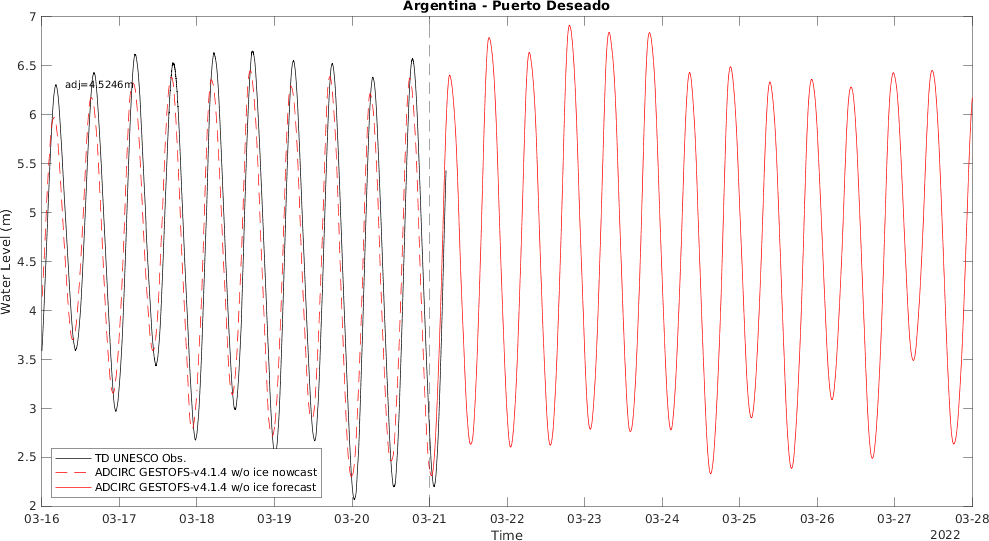 Argentina - Puerto Deseado
7
6.5
6
5.5
5
4.5
4
3.5
3
2.5
2
Water Level (m)
adj=4.5246m
TD UNESCO Obs.
ADCIRC GESTOFS-v4.1.4 w/o ice nowcast
ADCIRC GESTOFS-v4.1.4 w/o ice forecast
03-16 03-17 03-18 03-19 03-20 03-21 03-22 03-23 03-24 03-25 03-26 03-27 03-28
Time
2022